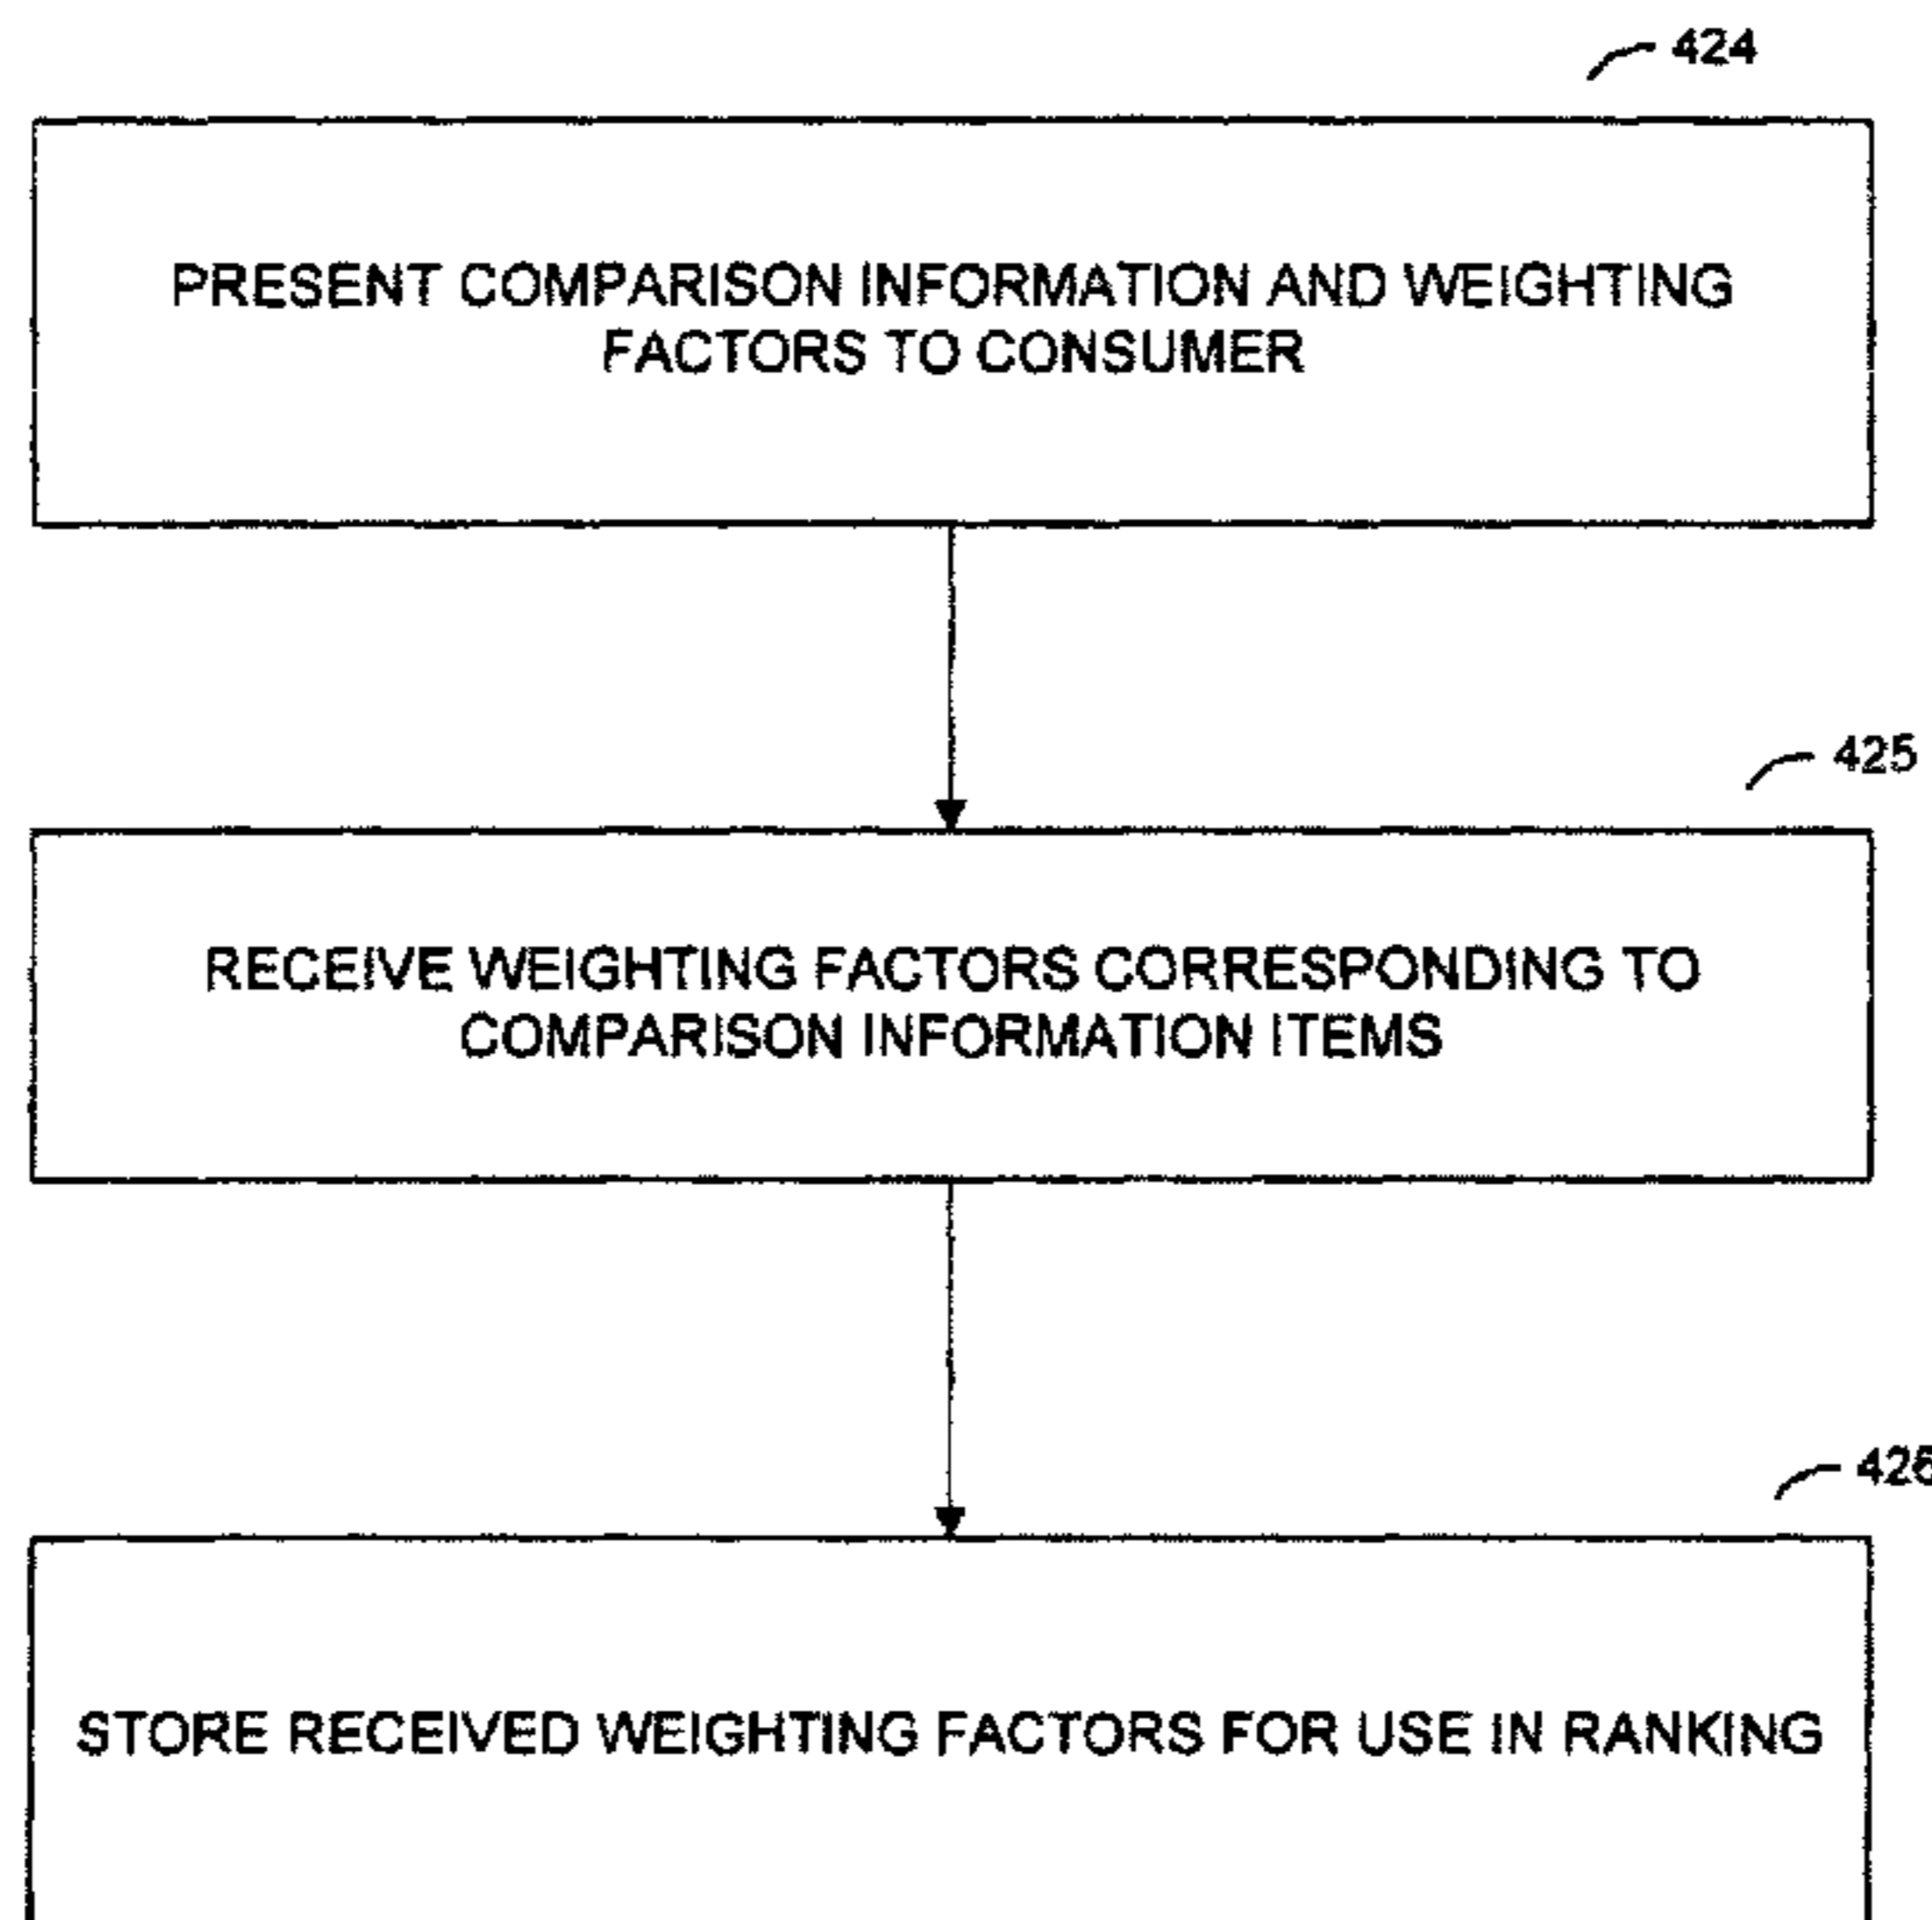 424
PRESENT COMPARISON INFORMATION AND WEIGHTING
FACTORS TO CONSUMER
425
RECEIVE WEIGHTING FACTORS CORRESPONDING TO
COMPARISON INFORMATION ITEMS
426
STORE RECEIVED WEIGHTING FACTORS FOR USE IN RANKING